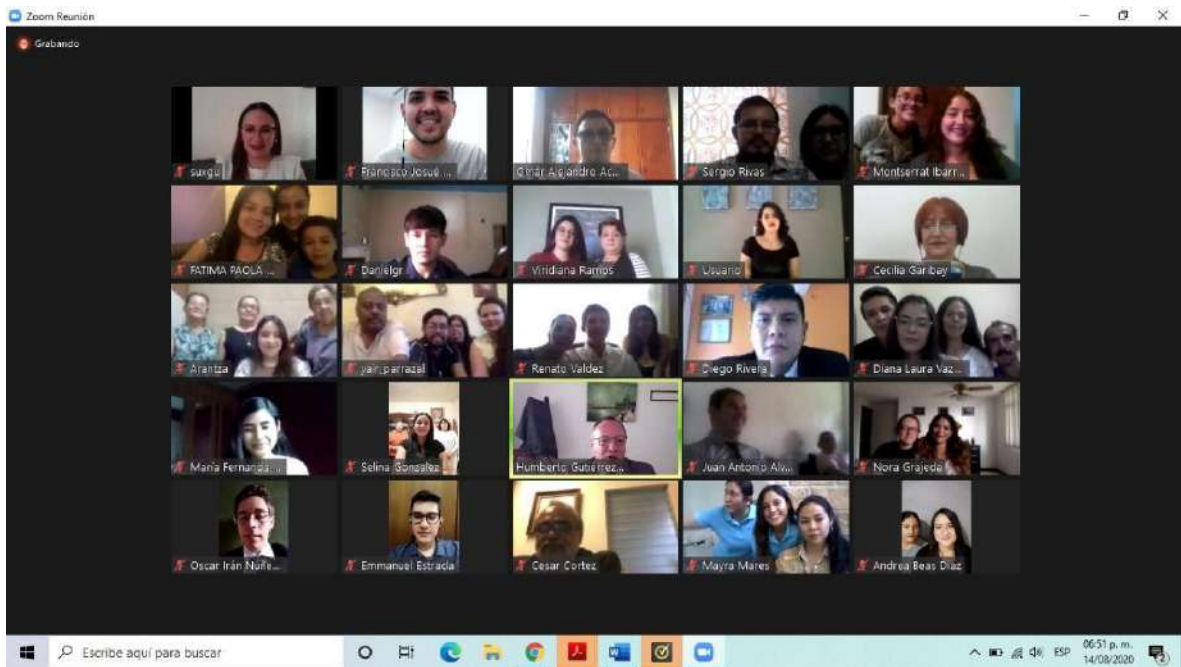 Zoom Reunión
Grabando
suxgu
Francisco Josué ...
Omar Alejandro Ac...
Sergio Rivas
Montserrat Ibarr...
FATIMA PAOLA ...
Danielgr
Viridiana Ramos
Usuario
Cecilia Garibay
Arantza
yair_parrazal
Renato Valdez
Diego Rivera
Diana Laura Vaz...
María Fernanda ...
Selina Gonzalez
Humberto Gutiérrez...
Juan Antonio Alv...
Nora Grajeda
Oscar Irán Núñe...
Emmanuel Estrada
Cesar Cortez
Mayra Mares
Andrea Beas Díaz
Escribe aquí para buscar
ESP
06:51 p. m.
14/08/2020
2